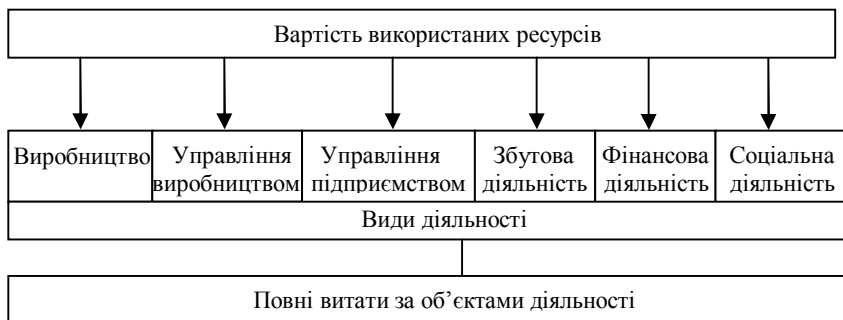 Вартість використаних ресурсів
Виробництво
Управління
виробництвом
Управління
підприємством
Збутова
діяльність
Фінансова
діяльність
Соціальна
діяльність
Види діяльності
Повні витати за об’єктами діяльності